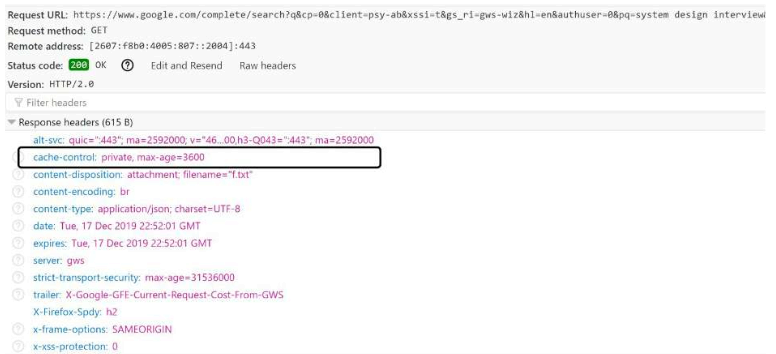 Request URL: https://www.google.com/complete/search?q&cp=0&client=psy-ab&xssi=t&gs_ri=gws-wiz&hl=en&authuser=0&pq=system design interview&
Request method: GET
Remote address: [2607:f8b0:4005:807::2004]:443
Status code: 200 OK ? Edit and Resend Raw headers
Version: HTTP/2.0
Filter headers
Response headers (615 B)
alt-svc: quic=":443"; ma=2592000; v="46...00,h3-Q043=":443"; ma=2592000
? cache-control: private, max-age=3600
? content-disposition: attachment; filename="f.txt"
? content-encoding: br
? content-type: application/json; charset=UTF-8
? date: Tue, 17 Dec 2019 22:52:01 GMT
? expires: Tue, 17 Dec 2019 22:52:01 GMT
? server: gws
? strict-transport-security: max-age=31536000
? trailer: X-Google-GFE-Current-Request-Cost-From-GWS
X-Firefox-Spdy: h2
? x-frame-options: SAMEORIGIN
? x-xss-protection: 0